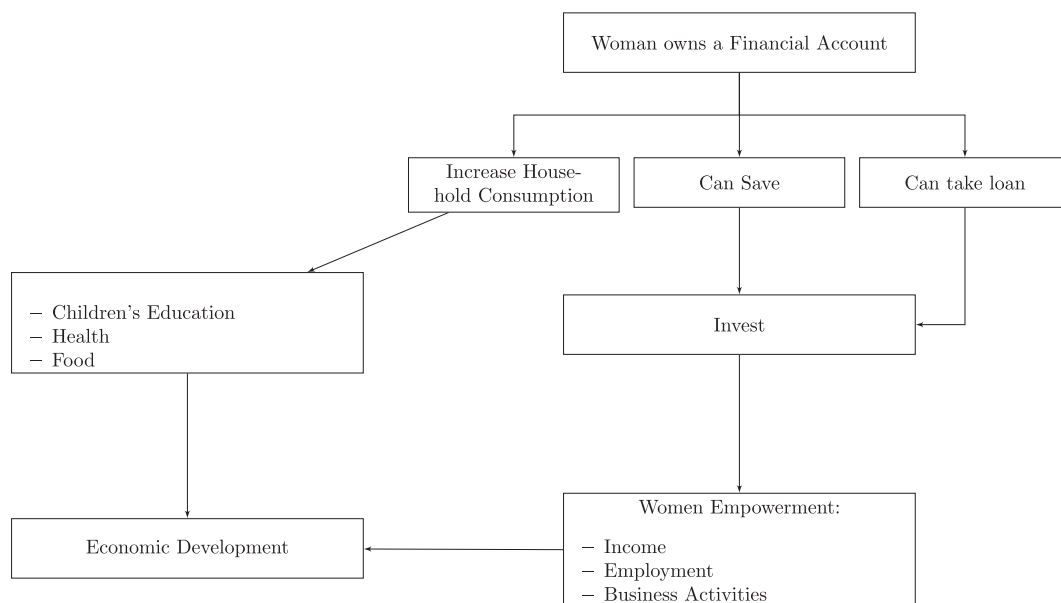 Woman owns a Financial Account
Increase House-
hold Consumption
Can Save
Can take loan
– Children's Education
– Health
– Food
Invest
Women Empowerment:
– Income
– Employment
– Business Activities
Economic Development